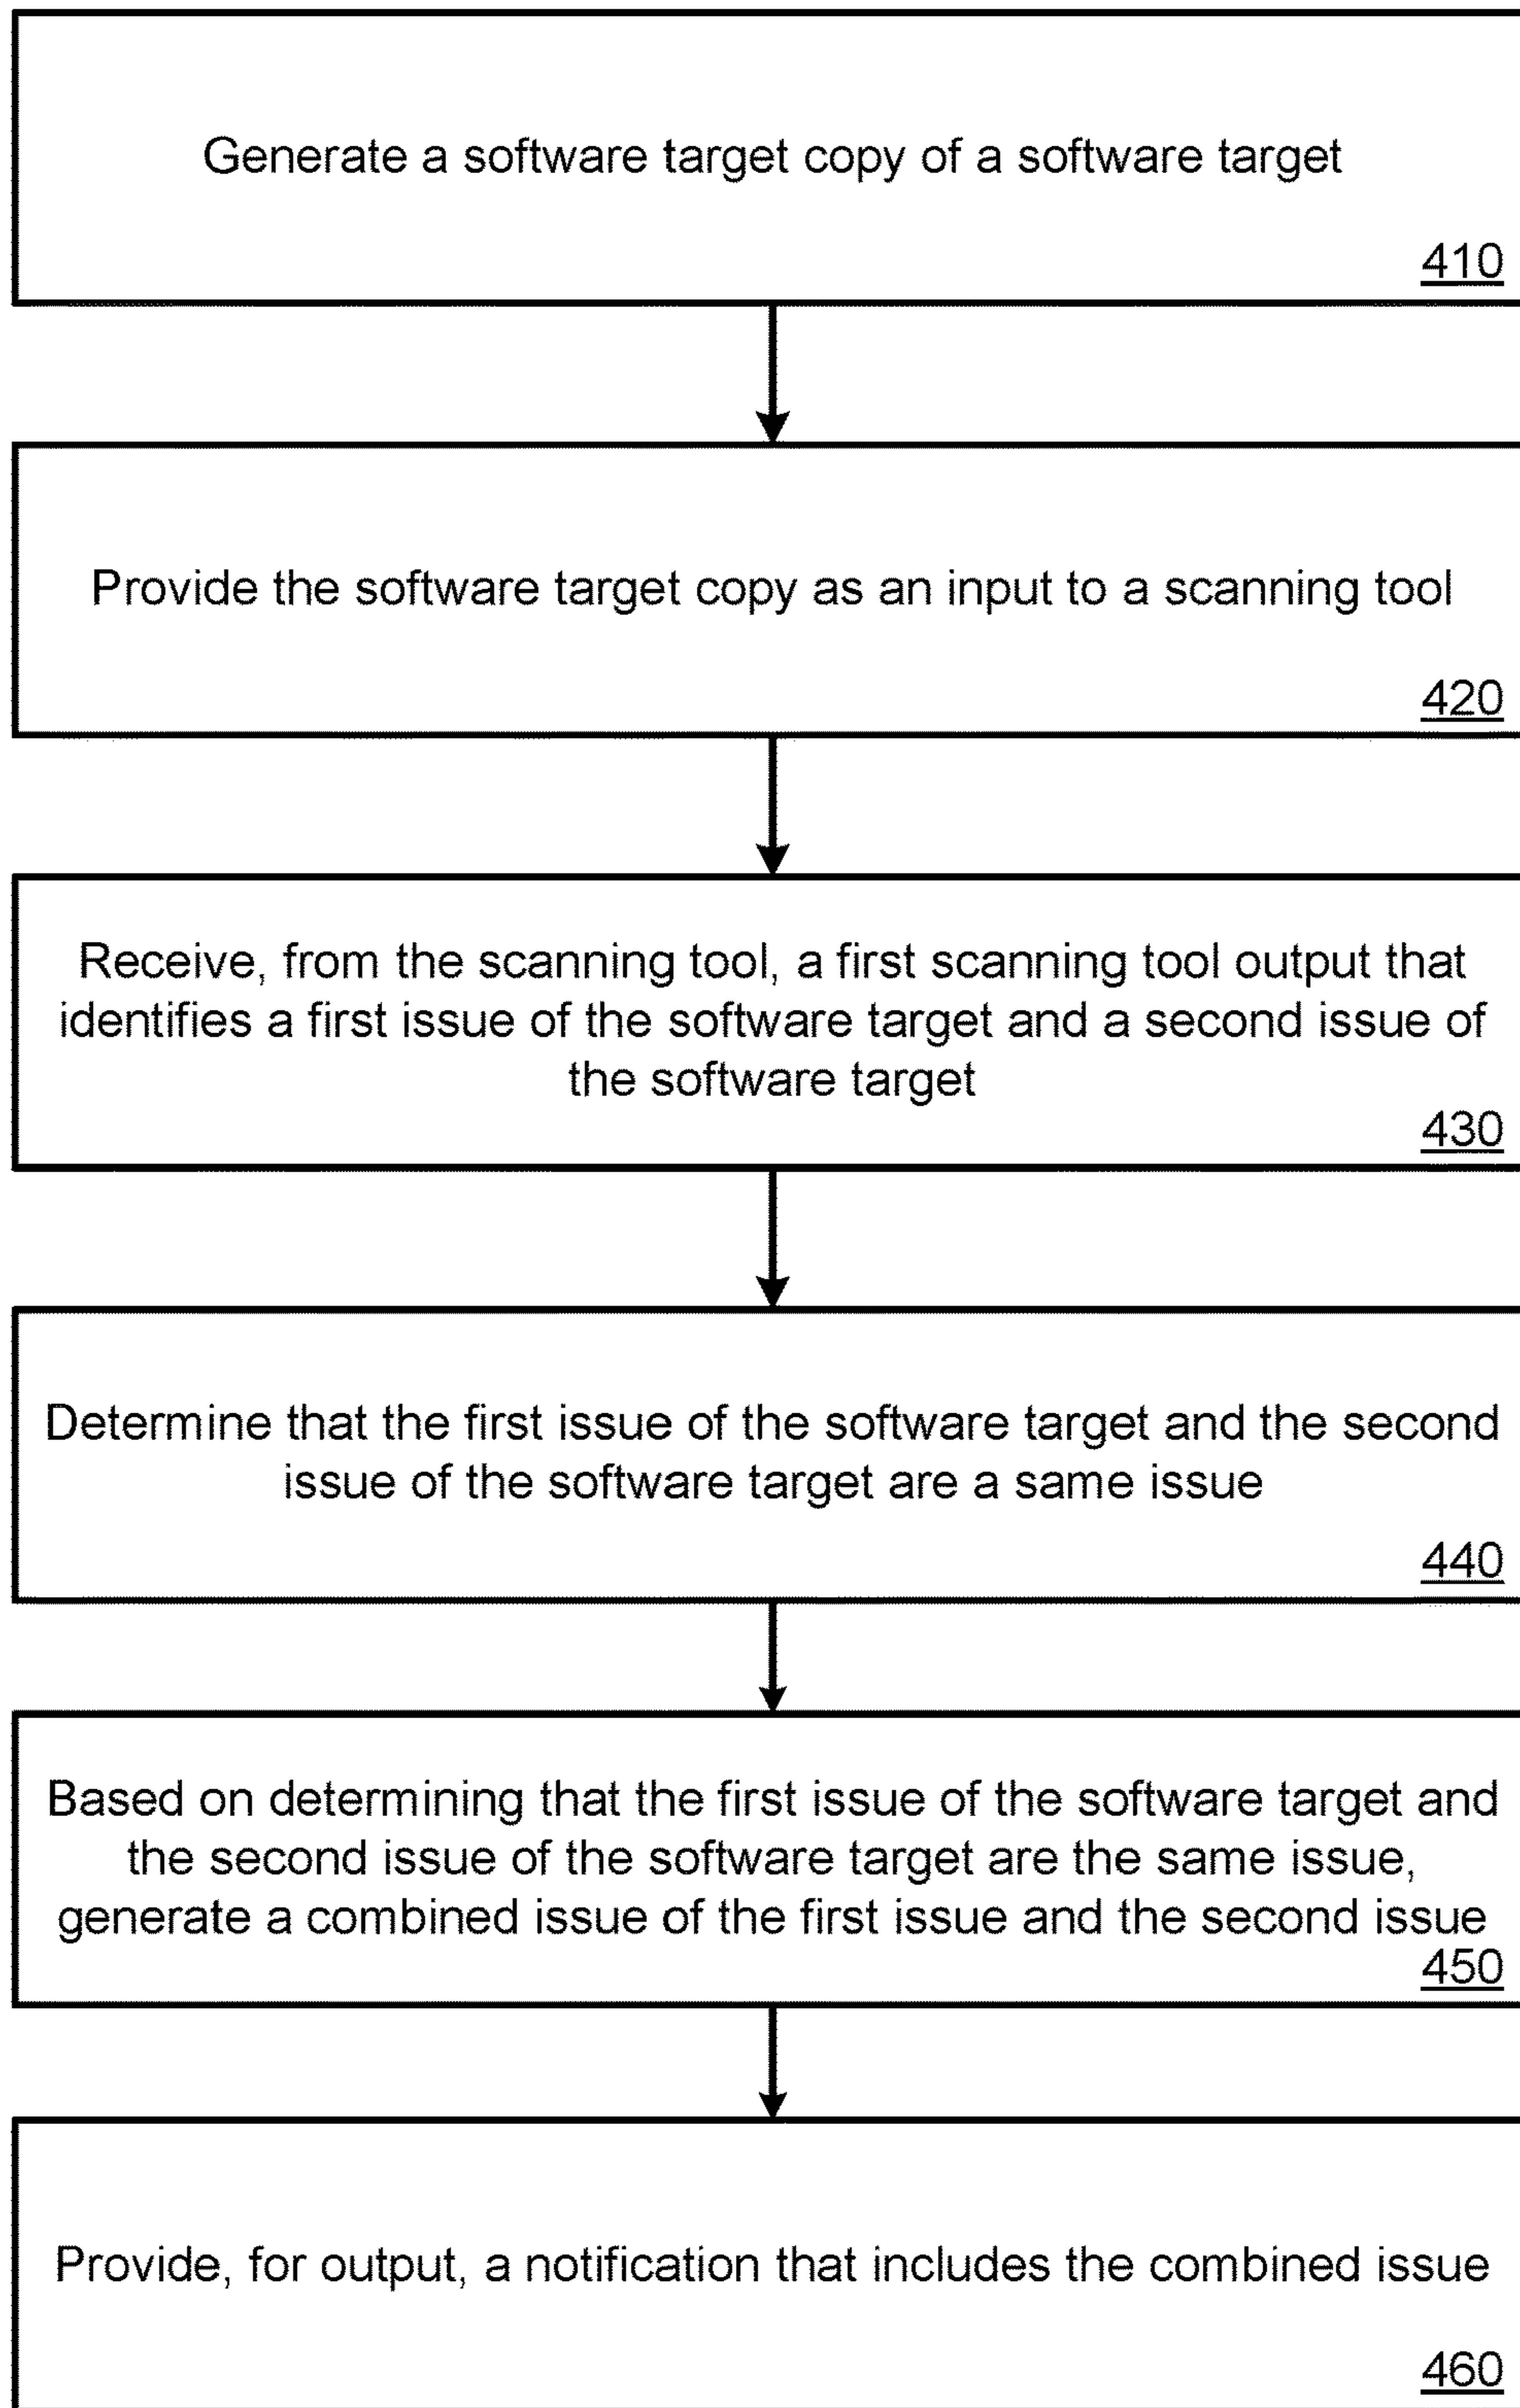 Generate a software target copy of a software target
410
Provide the software target copy as an input to a scanning tool
420
Receive, from the scanning tool, a first scanning tool output that
identifies a first issue of the software target and a second issue of
the software target
430
Determine that the first issue of the software target and the second
issue of the software target are a same issue
440
Based on determining that the first issue of the software target and
the second issue of the software target are the same issue,
generate a combined issue of the first issue and the second issue
450
Provide, for output, a notification that includes the combined issue
460